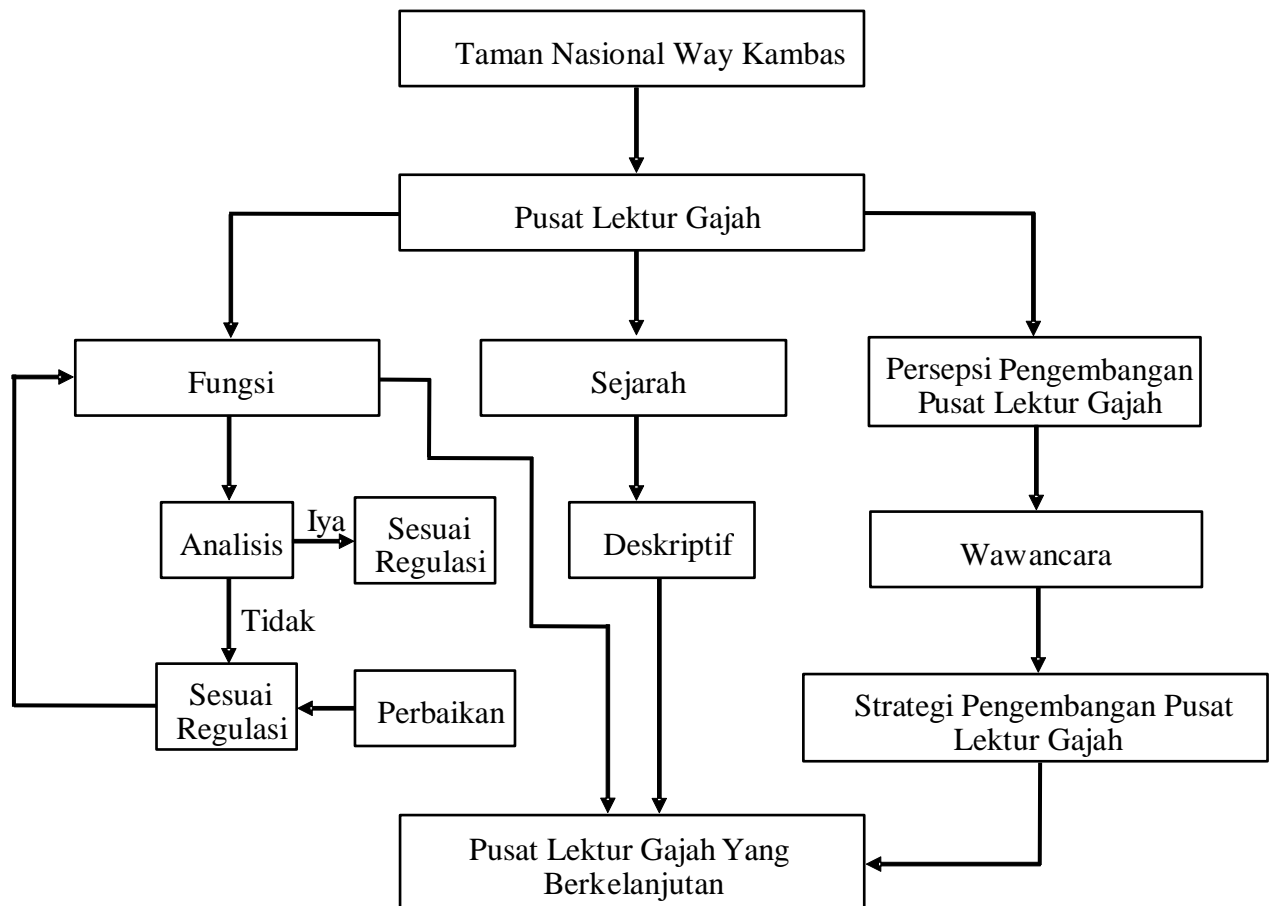 Taman Nasional Way Kambas
Pusat Lektur Gajah
Fungsi
Sejarah
Persepsi Pengembangan
Pusat Lektur Gajah
Analisis
Iya
Sesuai
Regulasi
Deskriptif
Wawancara
Tidak
Sesuai
Regulasi
Perbaikan
Strategi Pengembangan Pusat
Lektur Gajah
Pusat Lektur Gajah Yang
Berkelanjutan